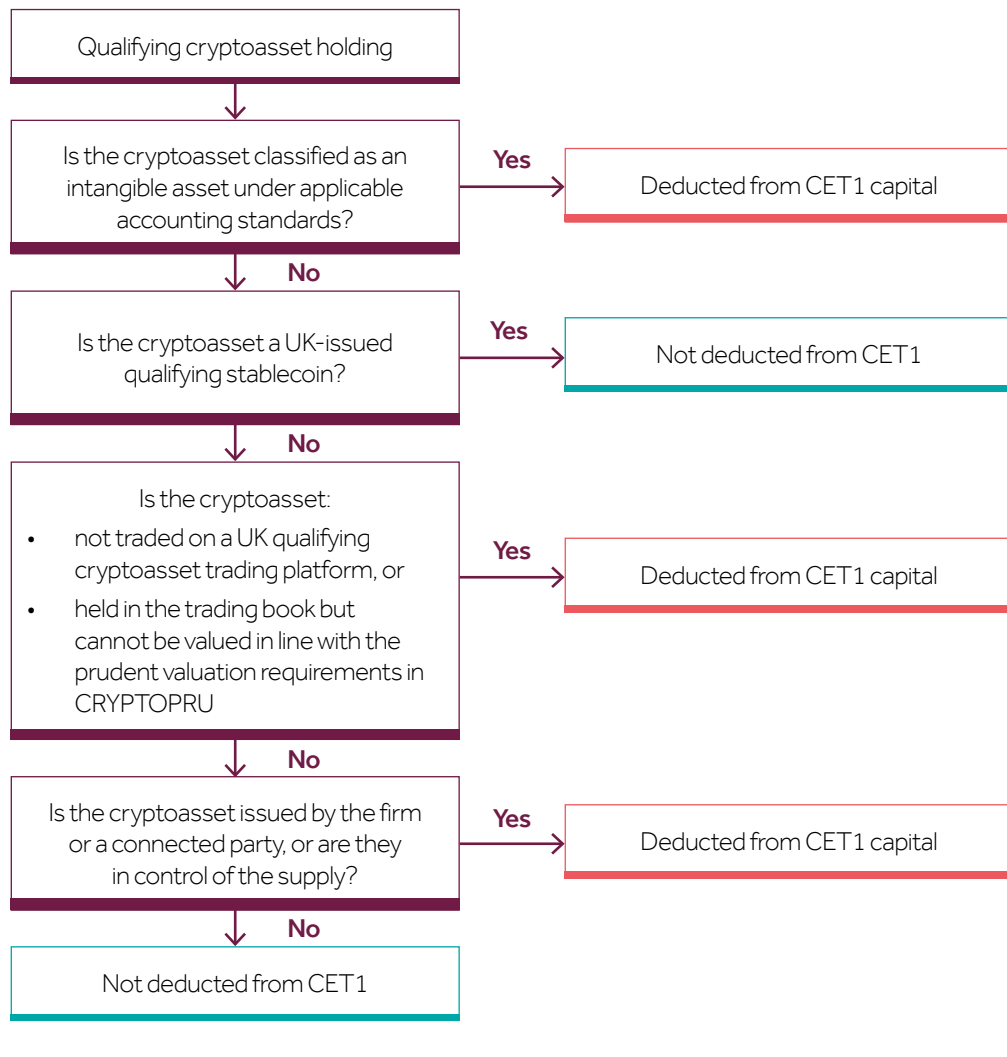 Qualifying cryptoasset holding
Is the cryptoasset classified as an
intangible asset under applicable
accounting standards?
Yes
Deducted from CET1 capital
No
Is the cryptoasset a UK-issued
qualifying stablecoin?
Yes
Not deducted from CET1
No
Is the cryptoasset:
• not traded on a UK qualifying
cryptoasset trading platform, or
• held in the trading book but
cannot be valued in line with the
prudent valuation requirements in
CRYPTOPRU
Yes
Deducted from CET1 capital
No
Is the cryptoasset issued by the firm
or a connected party, or are they
in control of the supply?
Yes
Deducted from CET1 capital
No
Not deducted from CET1